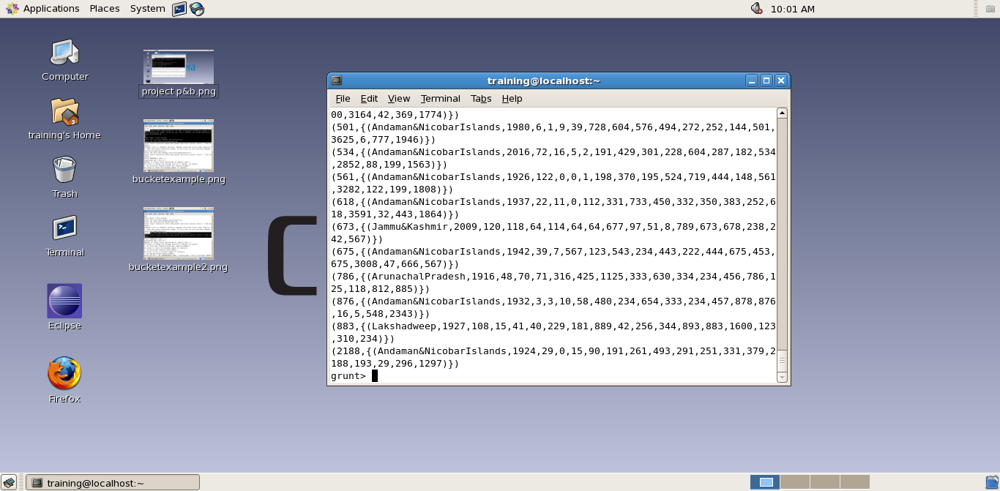 Applications Places System
10:01 AM
Computer
training's Home
Trash
Terminal
Eclipse
Firefox
project p&b.png
bucketexample.png
bucketexample2.png
C
training@localhost:~
File Edit View Terminal Tabs Help
00,3164,42,369,1774)})
(501,{(Andaman&NicobarIslands,1980,6,1,9,39,728,604,576,494,272,252,144,501,
3625,6,777,1946)})
(534,{(Andaman&NicobarIslands,2016,72,16,5,2,191,429,301,228,604,287,182,534
,2852,88,199,1563)})
(561,{(Andaman&NicobarIslands,1926,122,0,0,1,198,370,195,524,719,444,148,561
,3282,122,199,1808)})
(618,{(Andaman&NicobarIslands,1937,22,11,0,112,331,733,450,332,350,383,252,6
18,3591,32,443,1864)})
(673,{(Jammu&Kashmir,2009,120,118,64,114,64,64,677,97,51,8,789,673,678,238,2
42,567)})
(675,{(Andaman&NicobarIslands,1942,39,7,567,123,543,234,443,222,444,675,453,
675,3008,47,666,567)})
(786,{(ArunachalPradesh,1916,48,70,71,316,425,1125,333,630,334,234,456,786,1
25,118,812,885)})
(876,{(Andaman&NicobarIslands,1932,3,3,10,58,480,234,654,333,234,457,878,876
,16,5,548,2343)})
(883,{(Lakshadweep,1927,108,15,41,40,229,181,889,42,256,344,893,883,1600,123
,310,234)})
(2188,{(Andaman&NicobarIslands,1924,29,0,15,90,191,261,493,291,251,331,379,2
188,193,29,296,1297)})
grunt>
training@localhost:~